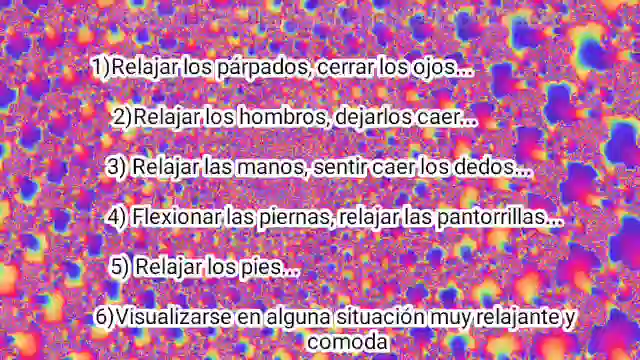 1)Relajar los párpados, cerrar los ojos...
2)Relajar los hombros, dejarlos caer...
3) Relajar las manos, sentir caer los dedos...
4) Flexionar las piernas, relajar las pantorrillas...
5) Relajar los pies...
6)Visualizarse en alguna situación muy relajante y
comoda